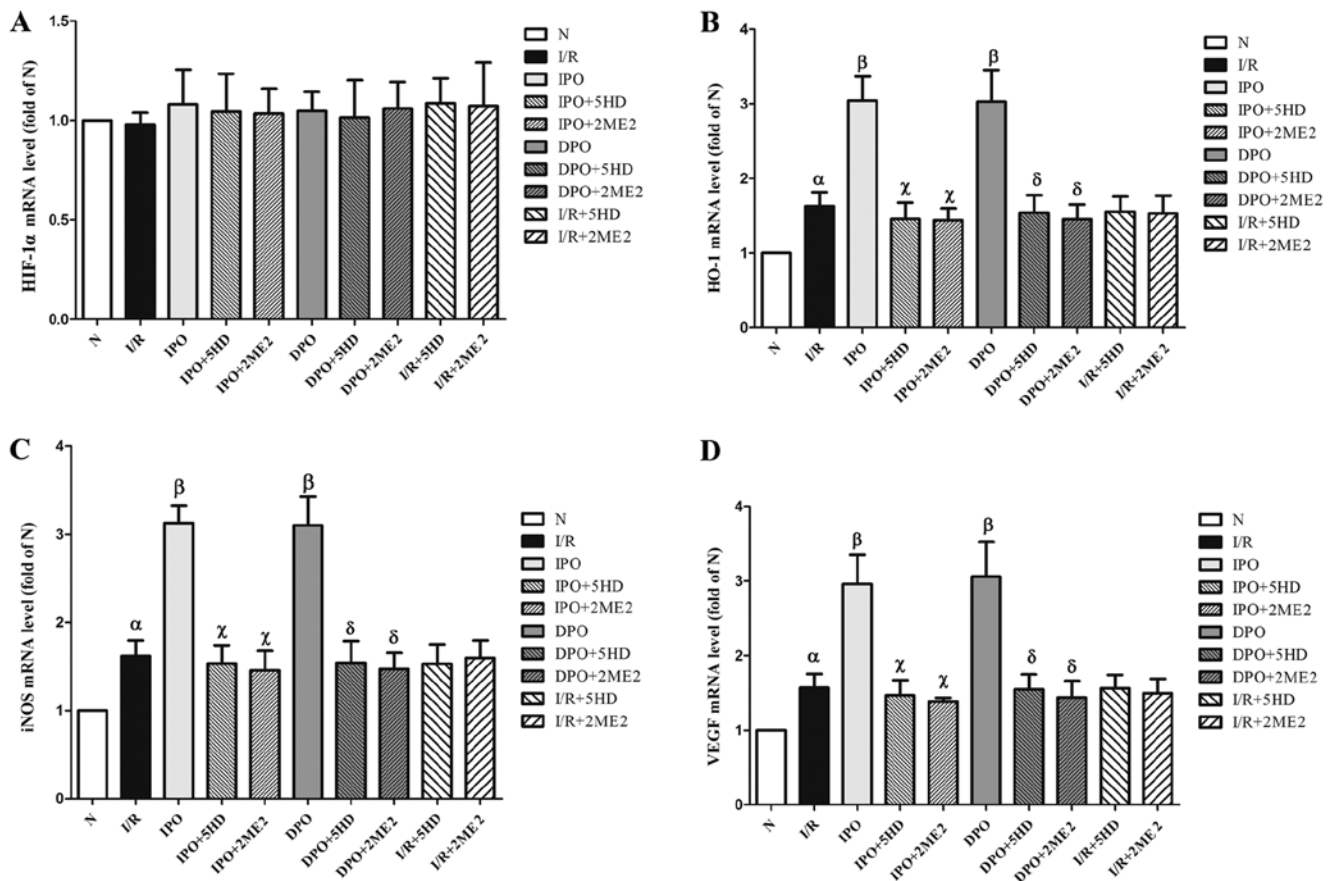 A
HIF-1α mRNA level (fold of N)
1.5
1.0
0.5
0.0
N
I/R
IPO
IPO+5HD
IPO+2ME2
DPO
DPO+5HD
DPO+2ME2
I/R+5HD
I/R+2ME2
N
I/R
IPO
IPO+5HD
IPO+2ME2
DPO
DPO+5HD
DPO+2ME2
I/R+5HD
I/R+2ME2
B
HO-1 mRNA level (fold of N)
4
3
2
1
0
α
β
χ
χ
β
δ
δ
N
I/R
IPO
IPO+5HD
IPO+2ME2
DPO
DPO+5HD
DPO+2ME2
I/R+5HD
I/R+2ME2
N
I/R
IPO
IPO+5HD
IPO+2ME2
DPO
DPO+5HD
DPO+2ME2
I/R+5HD
I/R+2ME2
C
iNOS mRNA level (fold of N)
4
3
2
1
0
α
β
χ
χ
β
δ
δ
N
I/R
IPO
IPO+5HD
IPO+2ME2
DPO
DPO+5HD
DPO+2ME2
I/R+5HD
I/R+2ME2
N
I/R
IPO
IPO+5HD
IPO+2ME2
DPO
DPO+5HD
DPO+2ME2
I/R+5HD
I/R+2ME2
D
VEGF mRNA level (fold of N)
4
3
2
1
0
α
β
χ
χ
β
δ
δ
N
I/R
IPO
IPO+5HD
IPO+2ME2
DPO
DPO+5HD
DPO+2ME2
I/R+5HD
I/R+2ME2
N
I/R
IPO
IPO+5HD
IPO+2ME2
DPO
DPO+5HD
DPO+2ME2
I/R+5HD
I/R+2ME2